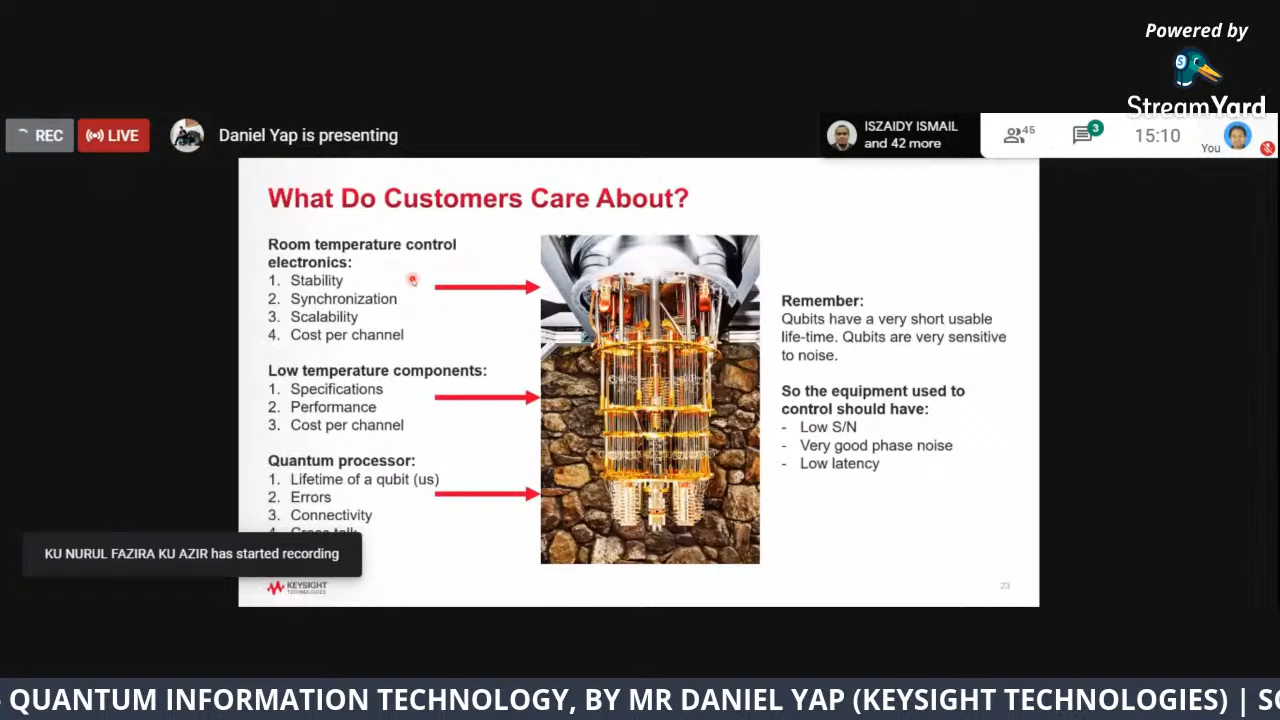 Powered by
S
StreamYard
REC
LIVE
Daniel Yap is presenting
ISZAIDY ISMAIL
and 42 more
45
3
15:10
You
What Do Customers Care About?
Room temperature control
electronics:
1. Stability
2. Synchronization
3. Scalability
4. Cost per channel
Low temperature components:
1. Specifications
2. Performance
3. Cost per channel
Quantum processor:
1. Lifetime of a qubit (us)
2. Errors
3. Connectivity
Remember:
Qubits have a very short usable
life-time. Qubits are very sensitive
to noise.
So the equipment used to
control should have:
- Low S/N
- Very good phase noise
- Low latency
KU NURUL FAZIRA KU AZIR has started recording
KEYSIGHT
TECHNOLOGIES
23
QUANTUM INFORMATION TECHNOLOGY, BY MR DANIEL YAP (KEYSIGHT TECHNOLOGIES) |